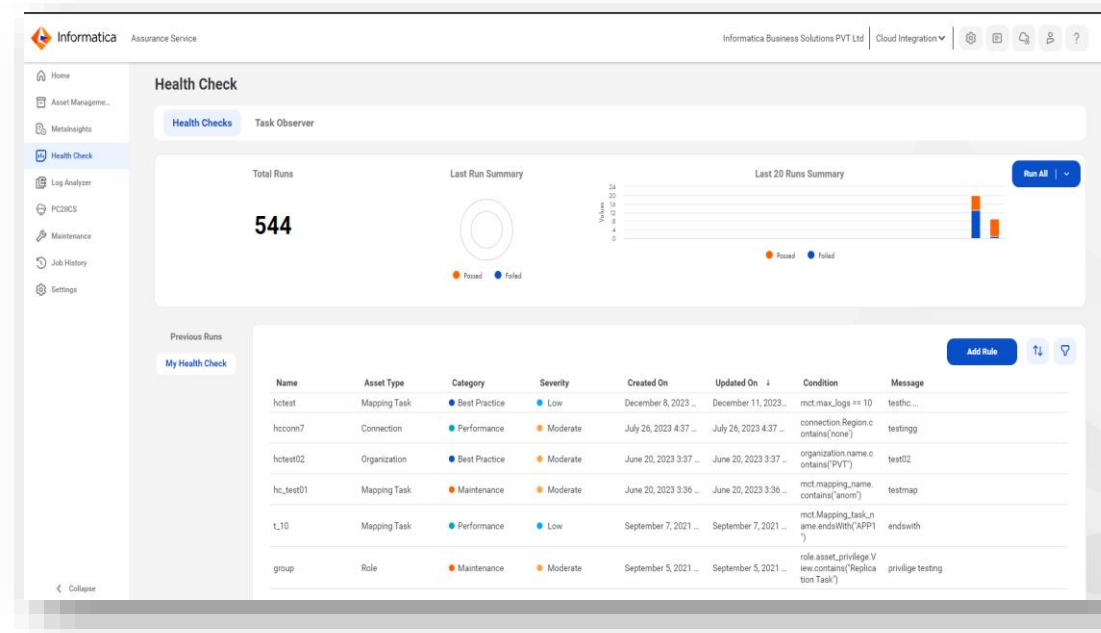 Informatica Assurance Service Informatica Business Solutions PVT Ltd Cloud Integration
Home
Asset Manageme...
MetaInsights
Health Check
Log Analyzer
PC2IICS
Maintenance
Job History
Settings
Collapse
Health Check
Health Checks Task Observer
Total Runs
544
Last Run Summary
Passed Failed
Last 20 Runs Summary
Values
24
20
16
12
8
4
0
Passed Failed
Run All
Previous Runs
My Health Check
Add Rule
Name Asset Type Category Severity Created On Updated On ↓ Condition Message
hctest Mapping Task Best Practice Low December 8, 2023 ... December 11, 2023... mct.max_logs == 10 testhc....
hcconn7 Connection Performance Moderate July 26, 2023 4:37 ... July 26, 2023 4:37 ... connection.Region.c
ontains('none') testingg
hctest02 Organization Best Practice Moderate June 20, 2023 3:37 ... June 20, 2023 3:37 ... organization.name.c
ontains("PVT") test02
hc_test01 Mapping Task Maintenance Moderate June 20, 2023 3:36 ... June 20, 2023 3:36 ... mct.mapping_name.
contains("anom") testmap
t_10 Mapping Task Performance Low September 7, 2021 ... September 7, 2021 ... mct.Mapping_task_n
ame.endsWith("APP1
") endswith
group Role Maintenance Moderate September 5, 2021 ... September 5, 2021 ... role.asset_privilege.V
iew.contains("Replica
tion Task") privilige testing